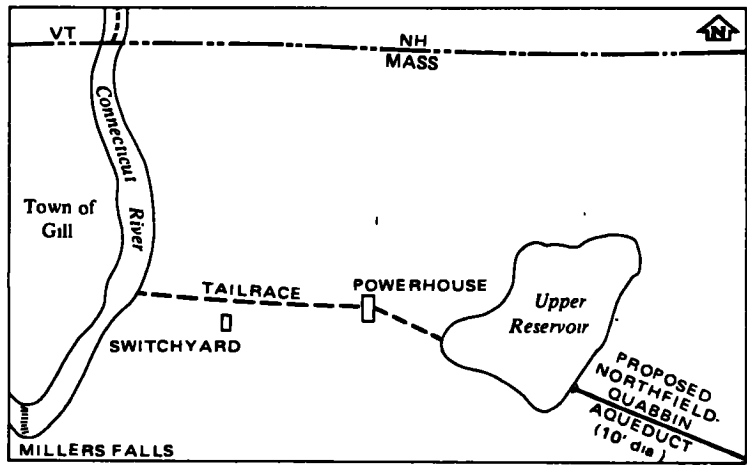 VT
NH
MASS
N
Connecticut
River
Town of
Gill
TAILRACE
POWERHOUSE
SWITCHYARD
Upper
Reservoir
PROPOSED
NORTHFIELD-
QUABBIN
AQUEDUCT
(10' dia)
MILLERS FALLS